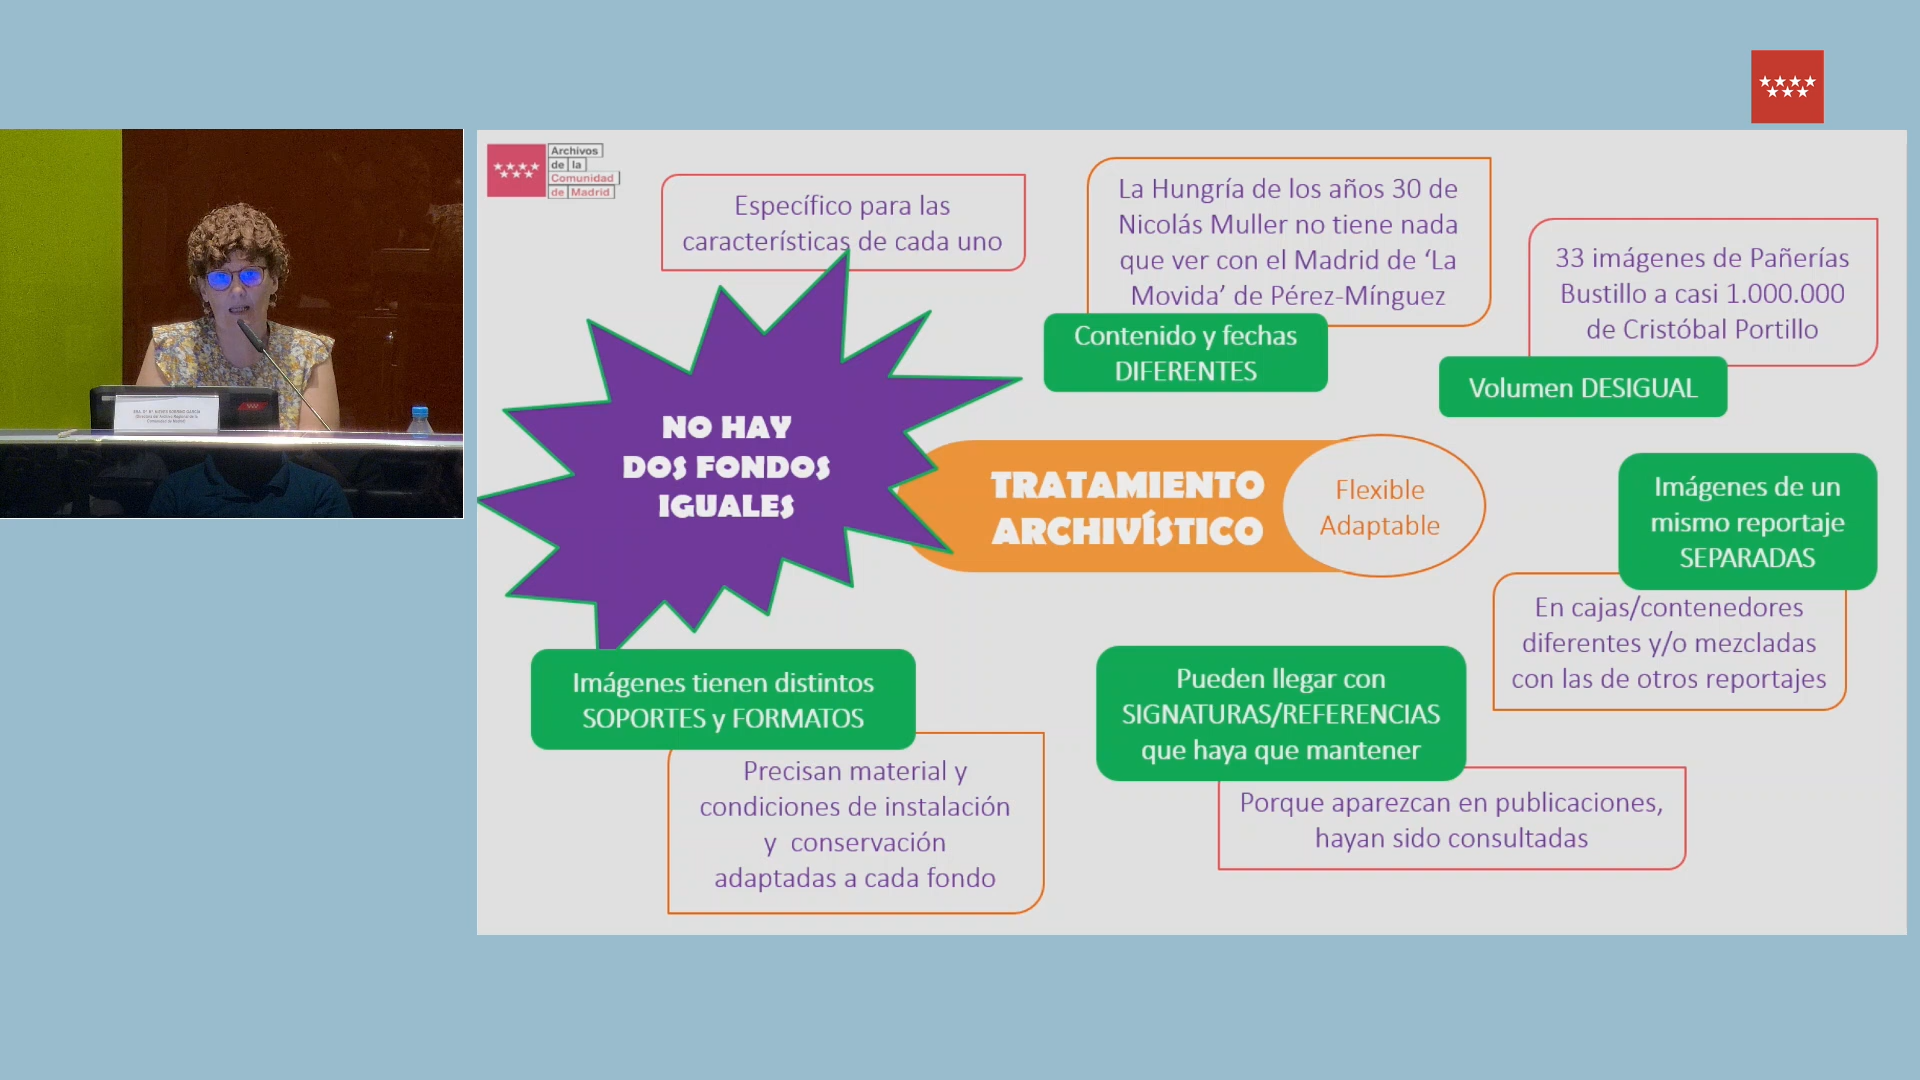 Archivos
de la
Comunidad
de Madrid
Específico para las
características de cada uno
La Hungría de los años 30 de
Nicolás Muller no tiene nada
que ver con el Madrid de ‘La
Movida’ de Pérez-Mínguez
Contenido y fechas
DIFERENTES
33 imágenes de Pañerías
Bustillo a casi 1.000.000
de Cristóbal Portillo
Volumen DESIGUAL
NO HAY
DOS FONDOS
IGUALES
TRATAMIENTO
ARCHIVÍSTICO
Flexible
Adaptable
Imágenes de un
mismo reportaje
SEPARADAS
En cajas/contenedores
diferentes y/o mezcladas
con las de otros reportajes
Imágenes tienen distintos
SOPORTES y FORMATOS
Precisan material y
condiciones de instalación
y conservación
adaptadas a cada fondo
Pueden llegar con
SIGNATURAS/REFERENCIAS
que haya que mantener
Porque aparezcan en publicaciones,
hayan sido consultadas